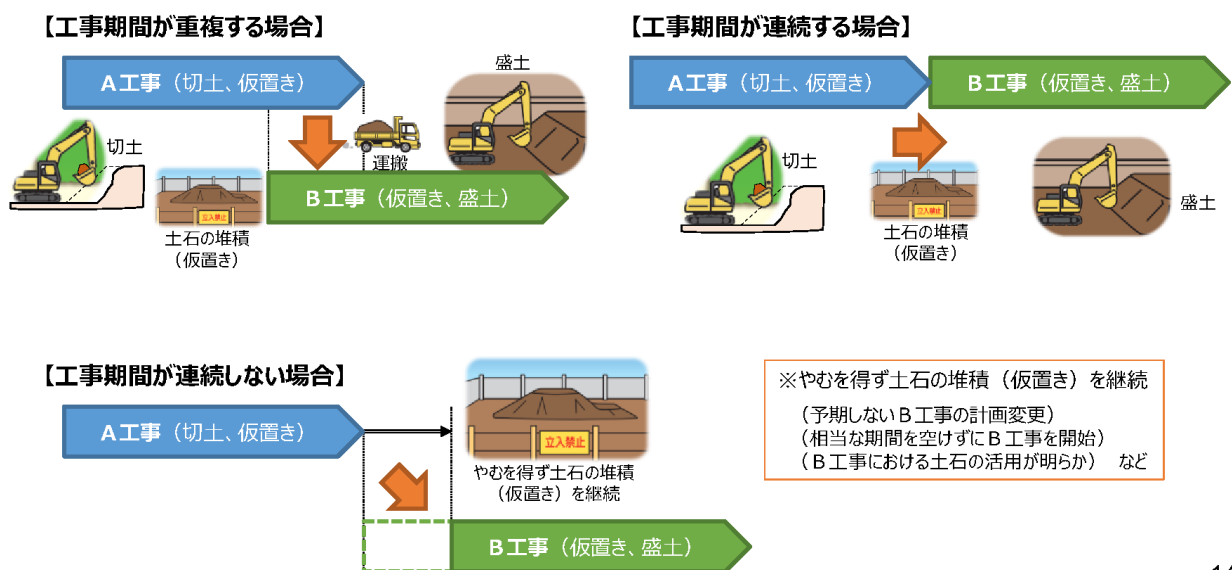 【工事期間が重複する場合】
A工事（切土、仮置き）
盛土
切土
運搬
B工事（仮置き、盛土）
立入禁止
土石の堆積
（仮置き）
【工事期間が連続する場合】
A工事（切土、仮置き）
B工事（仮置き、盛土）
切土
立入禁止
土石の堆積
（仮置き）
盛土
【工事期間が連続しない場合】
A工事（切土、仮置き）
立入禁止
やむを得ず土石の堆積
（仮置き）を継続
B工事（仮置き、盛土）
※やむを得ず土石の堆積（仮置き）を継続
（予期しないB工事の計画変更）
（相当な期間を空けずにB工事を開始）
（B工事における土石の活用が明らか） など